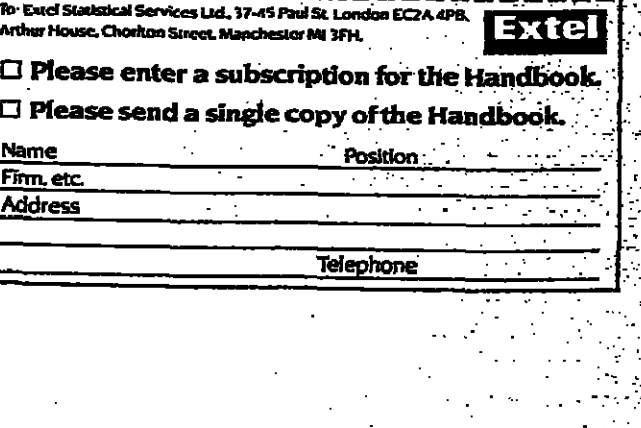 To: Extel Statistical Services Ltd., 37-45 Paul St. London EC2A 4PB.
Arthur House, Chorlton Street, Manchester M1 3FH.
Extel
☐ Please enter a subscription for the Handbook.
☐ Please send a single copy of the Handbook.
Name Position
Firm, etc.
Address
Telephone